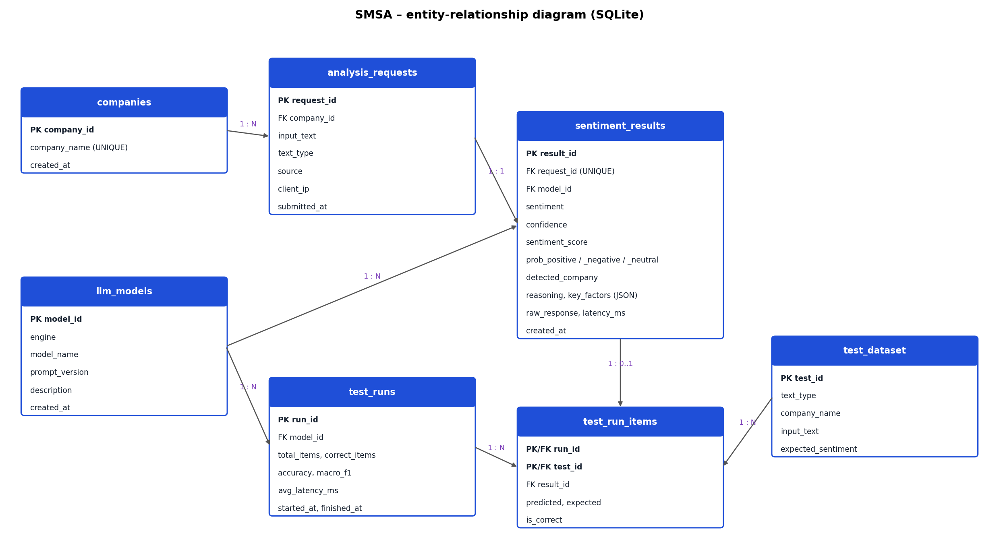 SMSA – entity-relationship diagram (SQLite)
companies
PK company_id
company_name (UNIQUE)
created_at
1 : N
analysis_requests
PK request_id
FK company_id
input_text
text_type
source
client_ip
submitted_at
1 : 1
sentiment_results
PK result_id
FK request_id (UNIQUE)
FK model_id
sentiment
confidence
sentiment_score
prob_positive / _negative / _neutral
detected_company
reasoning, key_factors (JSON)
raw_response, latency_ms
created_at
1 : N
llm_models
PK model_id
engine
model_name
prompt_version
description
created_at
1 : N
test_runs
PK run_id
FK model_id
total_items, correct_items
accuracy, macro_f1
avg_latency_ms
started_at, finished_at
1 : N
1 : 0..1
test_run_items
PK/FK run_id
PK/FK test_id
FK result_id
predicted, expected
is_correct
1 : N
test_dataset
PK test_id
text_type
company_name
input_text
expected_sentiment